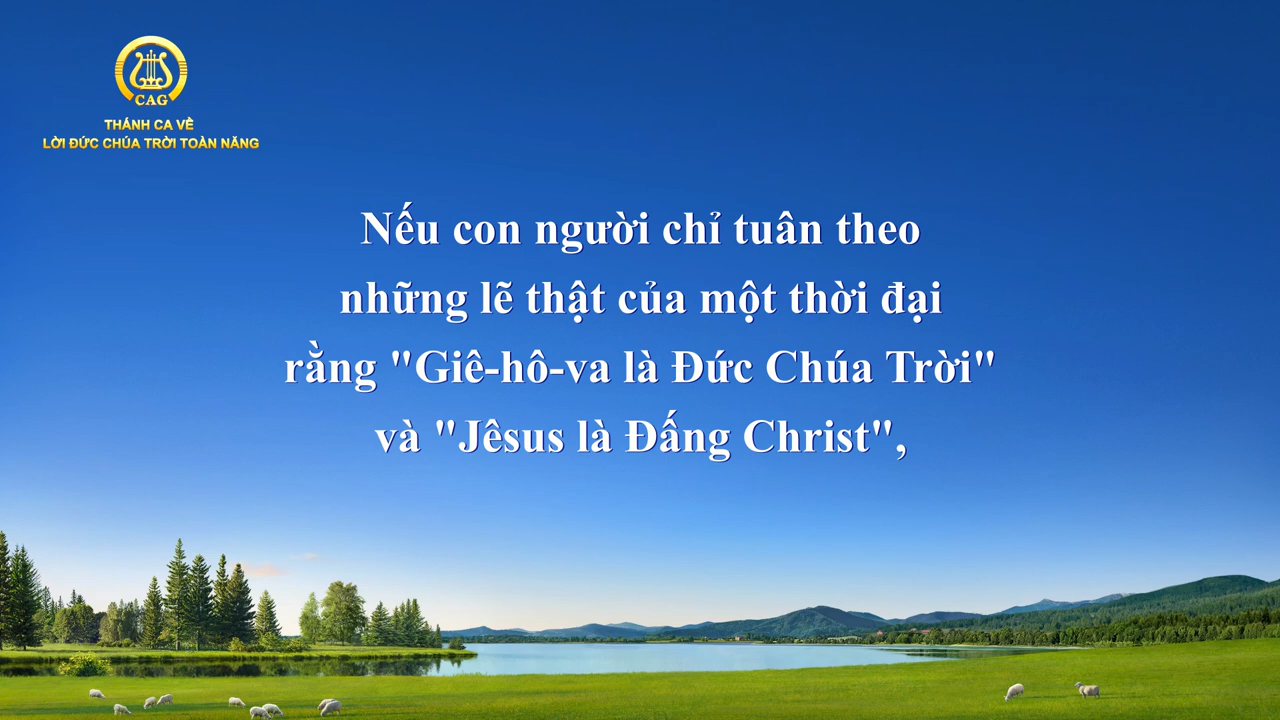 CAG
THÁNH CA VỀ
LỜI ĐỨC CHÚA TRỜI TOÀN NĂNG
Nếu con người chỉ tuân theo
những lẽ thật của một thời đại
rằng "Giê-hô-va là Đức Chúa Trời"
và "Jêsus là Đấng Christ",